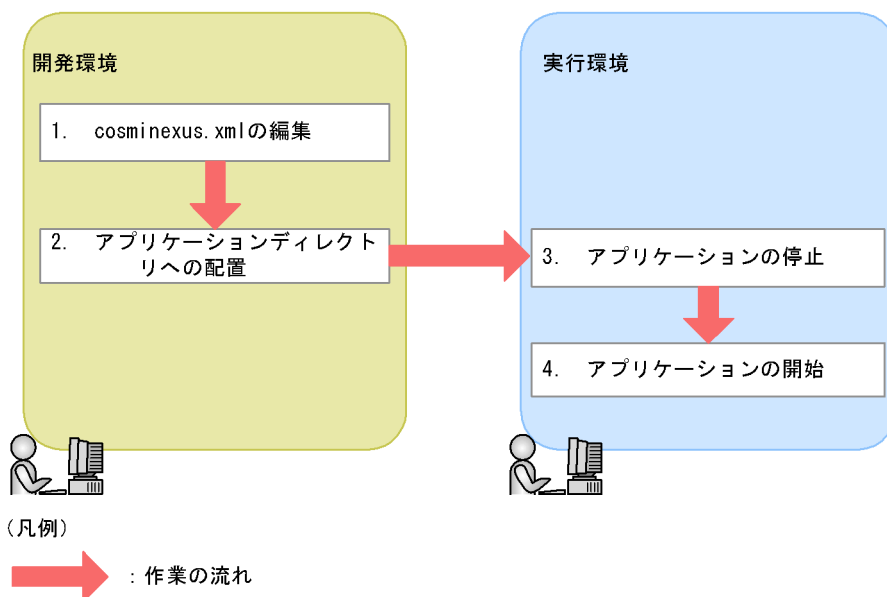 開発環境
1. cosminexus.xmlの編集
2. アプリケーションディレクト
リへの配置
実行環境
3. アプリケーションの停止
4. アプリケーションの開始
(凡例)
:作業の流れ